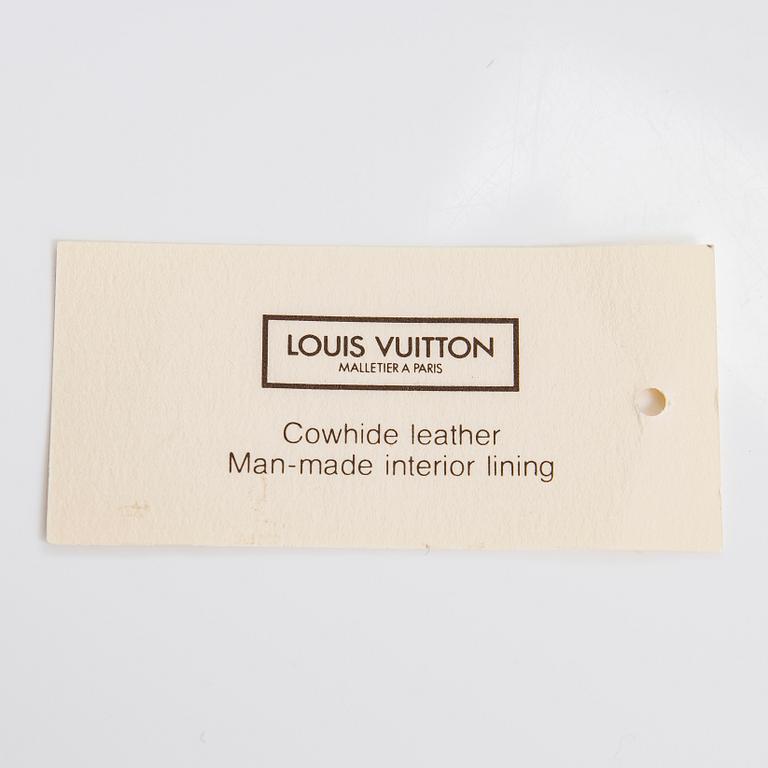 LOUIS VUITTON
MALLETIER A PARIS
Cowhide leather
Man-made interior lining